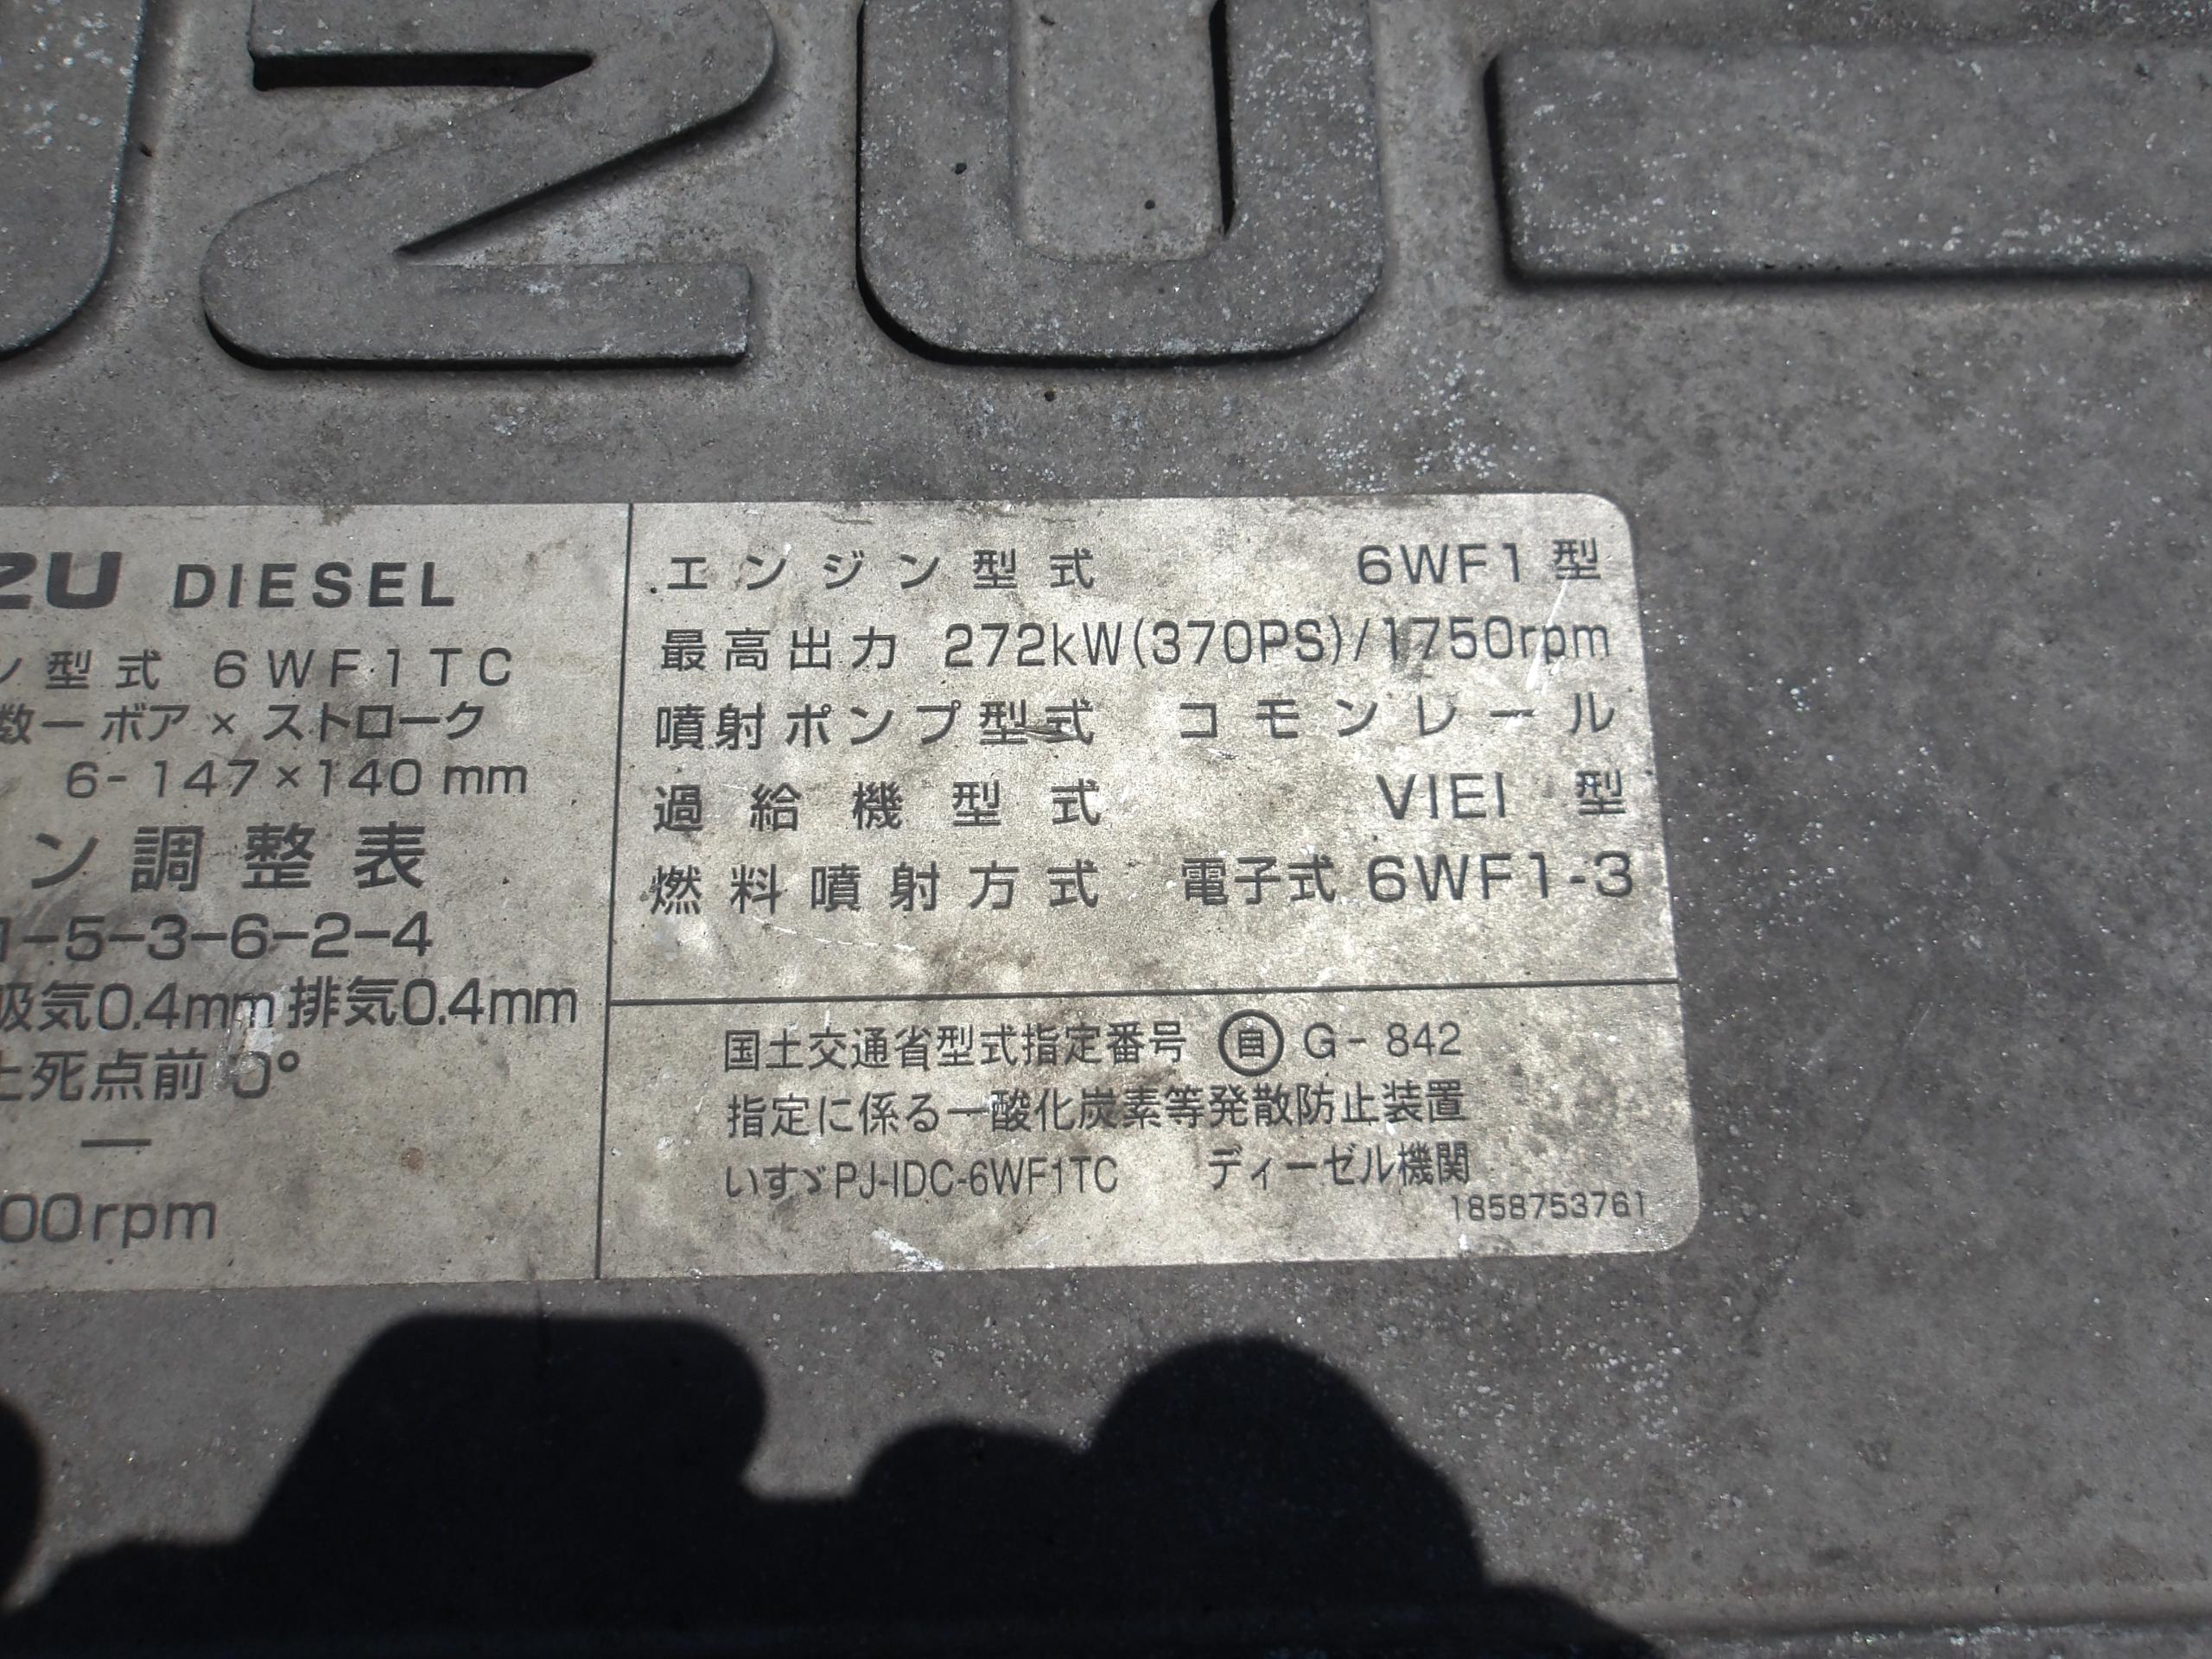 UZU
ZU DIESEL
ン型式 6WF1TC
数ー ボア × ストローク
6-147×140 mm
ン調整表
1-5-3-6-2-4
吸気0.4mm 排気0.4mm
上死点前 0°
—
00rpm
エンジン型式 6WF1型
最高出力 272kW(370PS)/1750rpm
噴射ポンプ型式 コモンレール
過給機型式 VIEI 型
燃料噴射方式 電子式 6WF1-3
国土交通省型式指定番号 ㊀自 G- 842
指定に係る一酸化炭素等発散防止装置
いすゞPJ-IDC-6WF1TC ディーゼル機関
1858753761